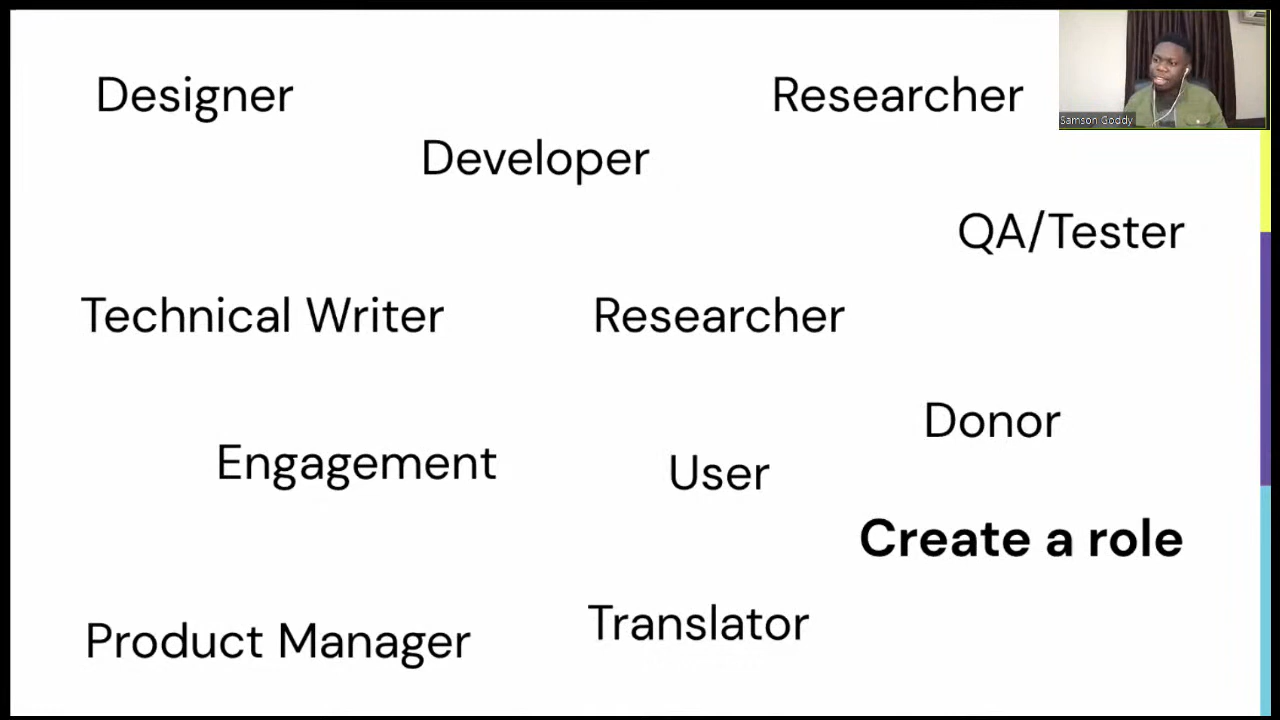 Designer
Researcher
Samson Goddy
Developer
QA/Tester
Technical Writer
Researcher
Donor
Engagement
User
Create a role
Translator
Product Manager